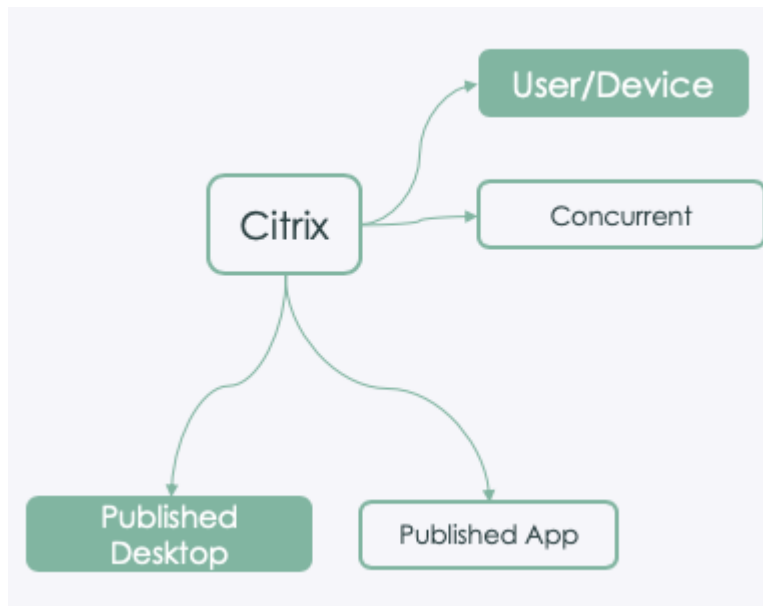 User/Device
Citrix
Concurrent
Published
Desktop
Published App